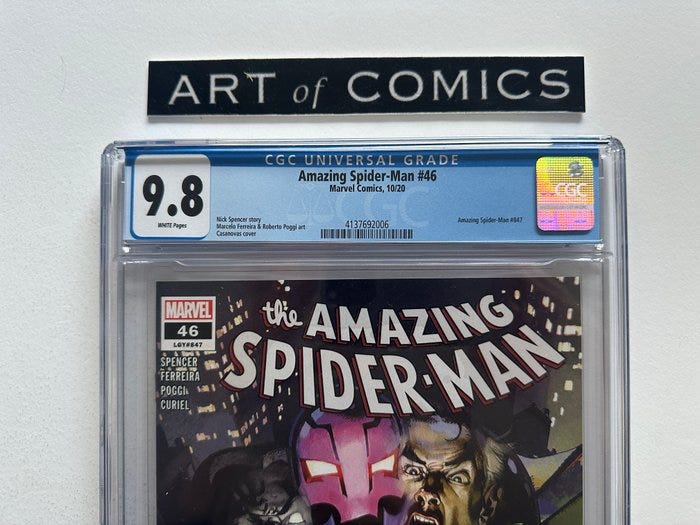 ART of COMICS
CGC UNIVERSAL GRADE
9.8
WHITE Pages
Amazing Spider-Man #46
Marvel Comics, 10/20
Nick Spencer story
Marcelo Ferreira & Roberto Poggi art
Casanovas cover
4137692006
Amazing Spider-Man #847
CGC
CGC
MARVEL
46
LGY#847
SPENCER
FERREIRA
POGGI
CURIEL
the AMAZING
SPIDER-MAN